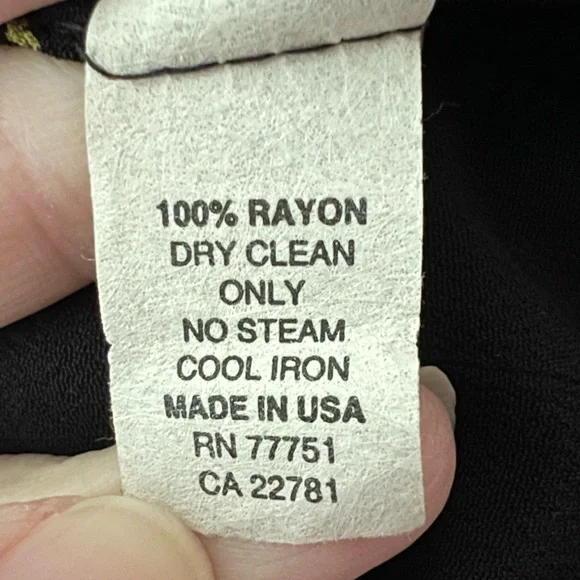 100% RAYON
DRY CLEAN
ONLY
NO STEAM
COOL IRON
MADE IN USA
RN 77751
CA 22781